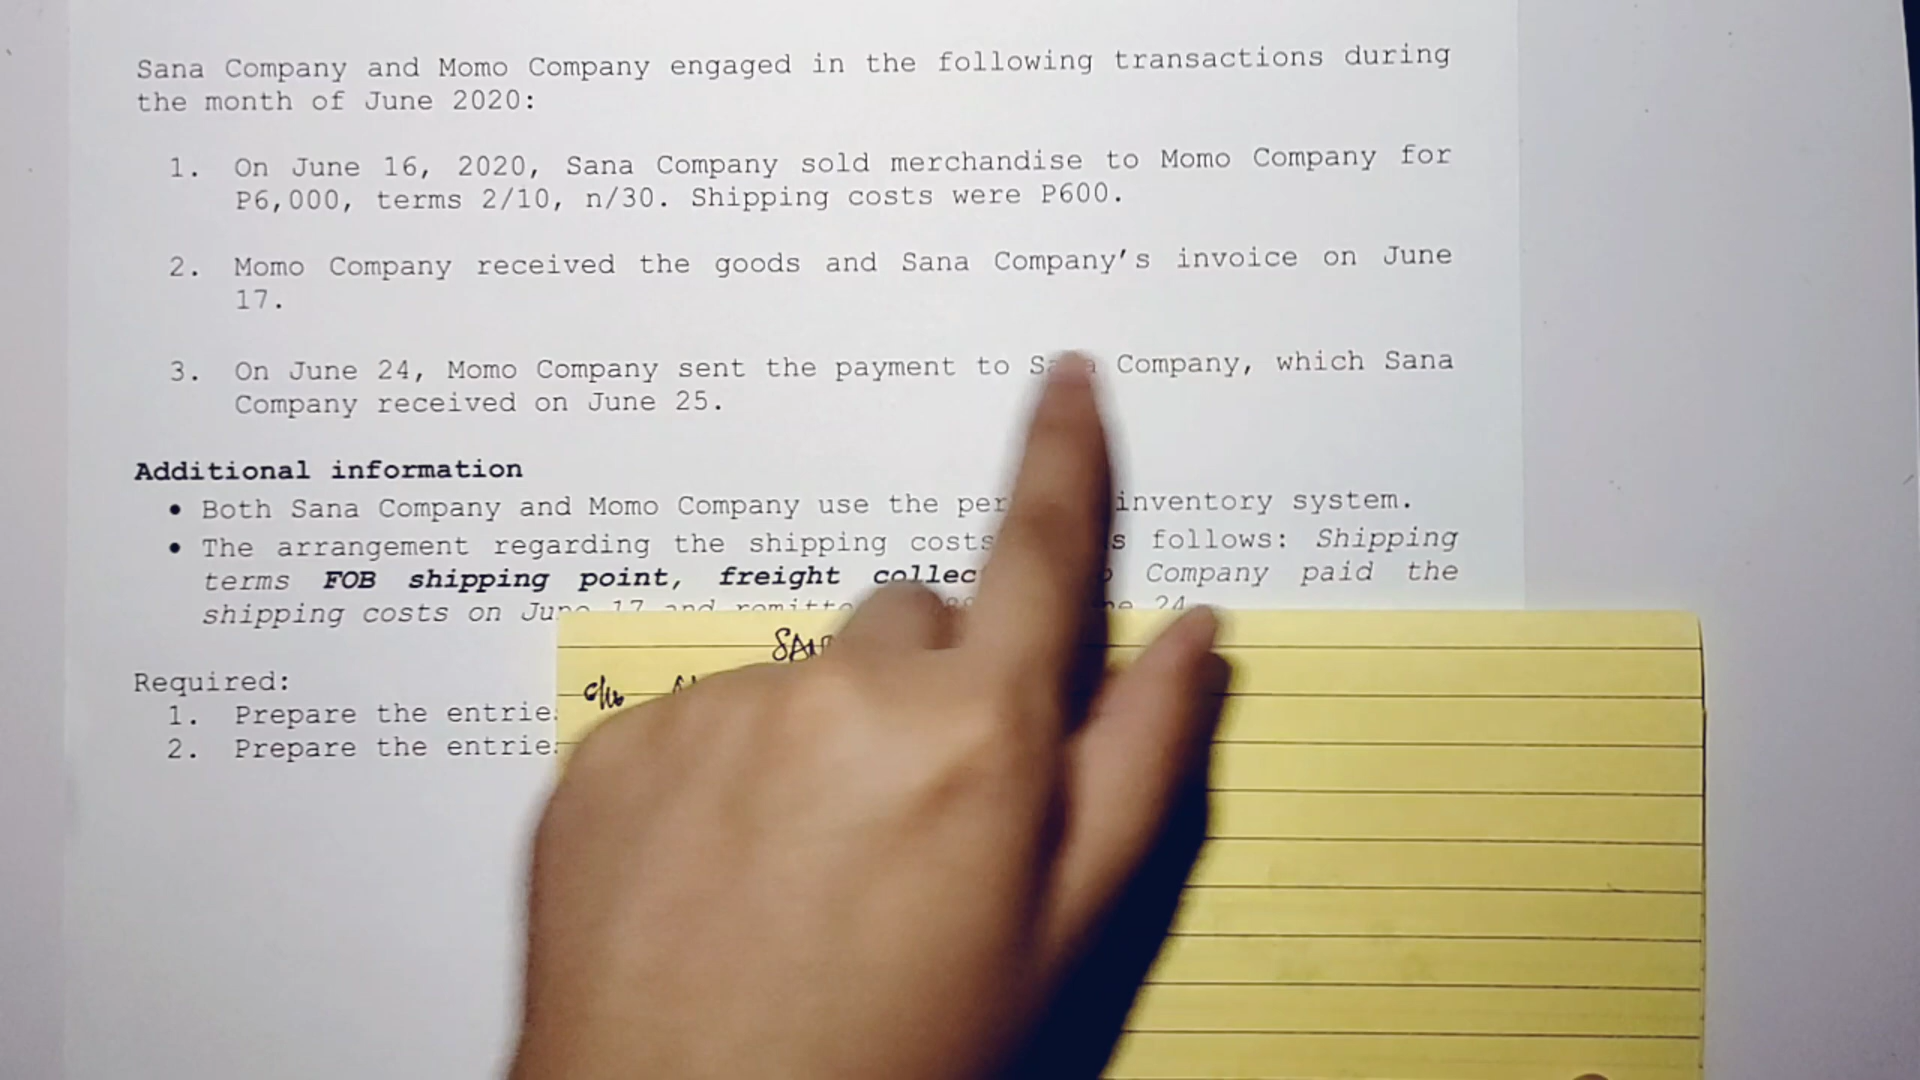 Sana Company and Momo Company engaged in the following transactions during
the month of June 2020:
1. On June 16, 2020, Sana Company sold merchandise to Momo Company for
P6,000, terms 2/10, n/30. Shipping costs were P600.
2. Momo Company received the goods and Sana Company's invoice on June
17.
3. On June 24, Momo Company sent the payment to Sana Company, which Sana
Company received on June 25.
Additional information
• Both Sana Company and Momo Company use the inventory system.
• The arrangement regarding the shipping costs follows: Shipping
terms FOB shipping point, freight Company paid the
shipping costs on June 17 and 24
Required:
1. Prepare the
2. Prepare the